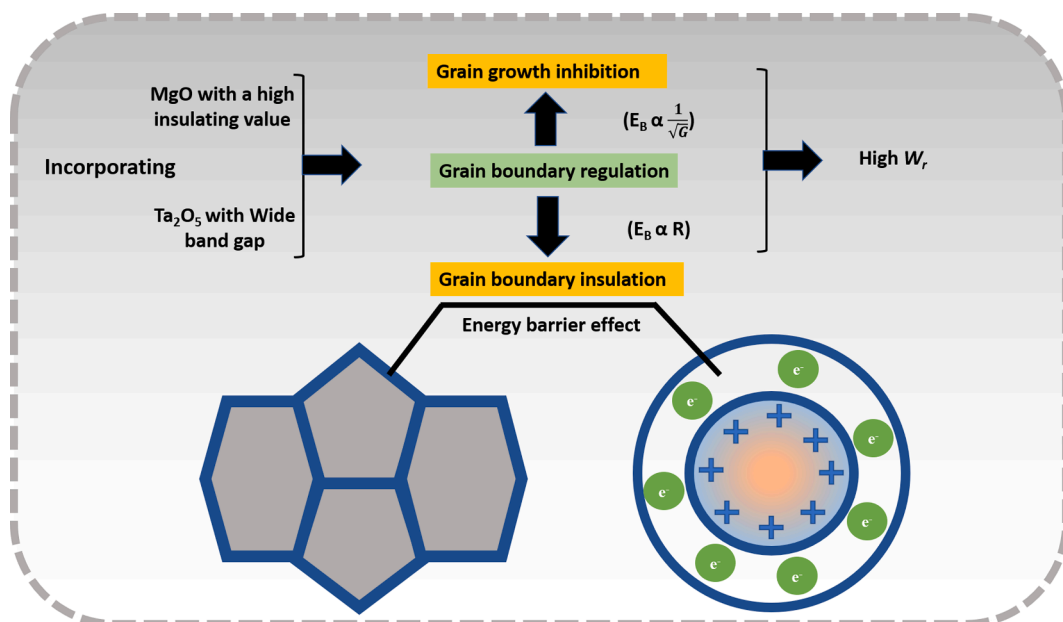 Grain growth inhibition
MgO with a high
insulating value
(E_B α 1/√G)
Incorporating
Grain boundary regulation
High W_r
Ta₂O₅ with Wide
band gap
(E_B α R)
Grain boundary insulation
Energy barrier effect
e⁻
e⁻
e⁻
e⁻
e⁻
e⁻
e⁻